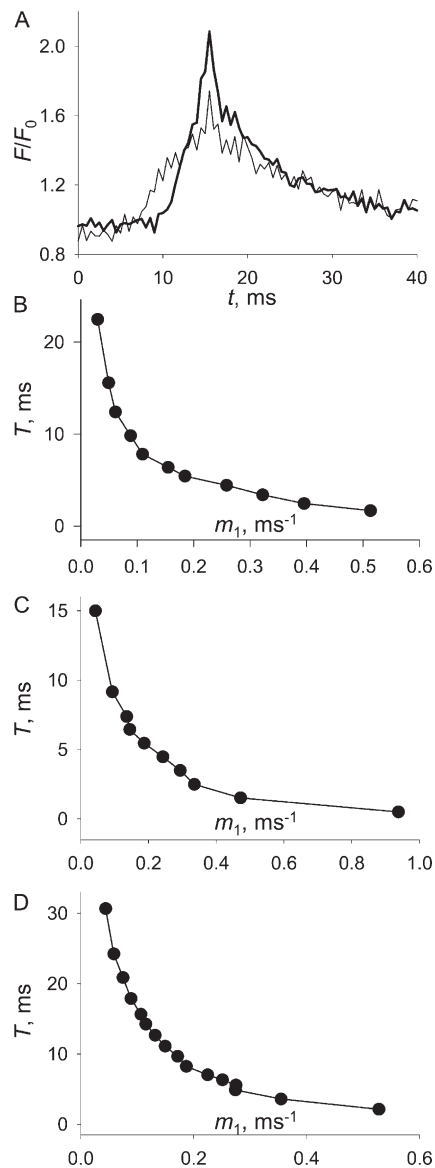 A
2.0
1.6
1.2
0.8
F/F₀
0 10 20 30 40
t, ms
B
20
10
0
T, ms
m₁, ms⁻¹
0.0 0.1 0.2 0.3 0.4 0.5 0.6
C
15
10
5
0
T, ms
m₁, ms⁻¹
0.0 0.2 0.4 0.6 0.8 1.0
D
30
20
10
0
T, ms
m₁, ms⁻¹
0.0 0.2 0.4 0.6